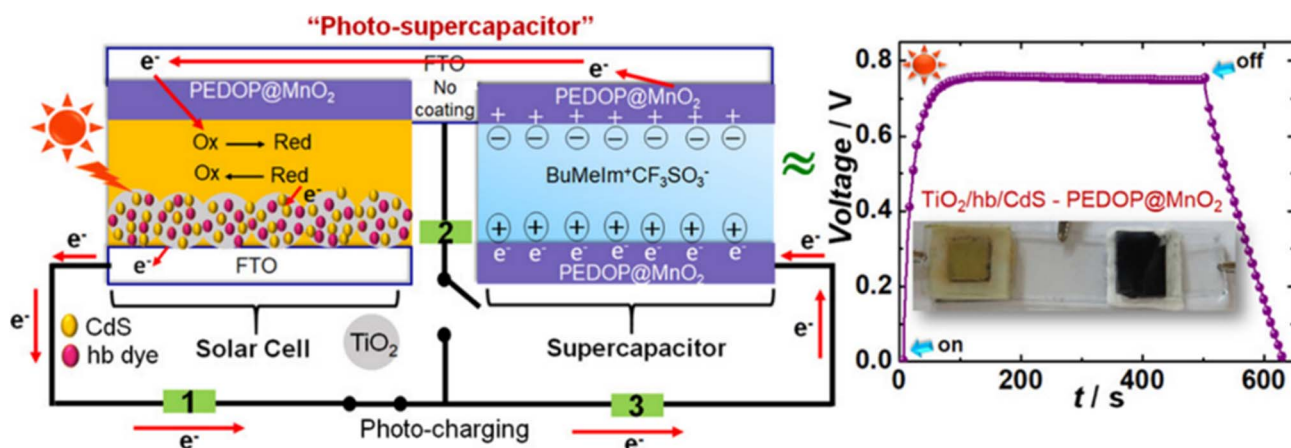 “Photo-supercapacitor”
e-
FTO
e-
PEDOP@MnO2
No
coating
PEDOP@MnO2
+ + + + + + +
− − − − − − −
Ox → Red
Ox ← Red
e-
BuMeIm+CF3SO3-
+ + + + + + +
e- e- e- e- e- e- e-
PEDOP@MnO2
2
e-
FTO
e-
e-
e-
e-
CdS
hb dye
TiO2
Solar Cell
Supercapacitor
1
3
Photo-charging
e-
e-
≈
Voltage / V
0.8
0.6
0.4
0.2
0.0
off
on
TiO2/hb/CdS - PEDOP@MnO2
0 200 400 600
t / s